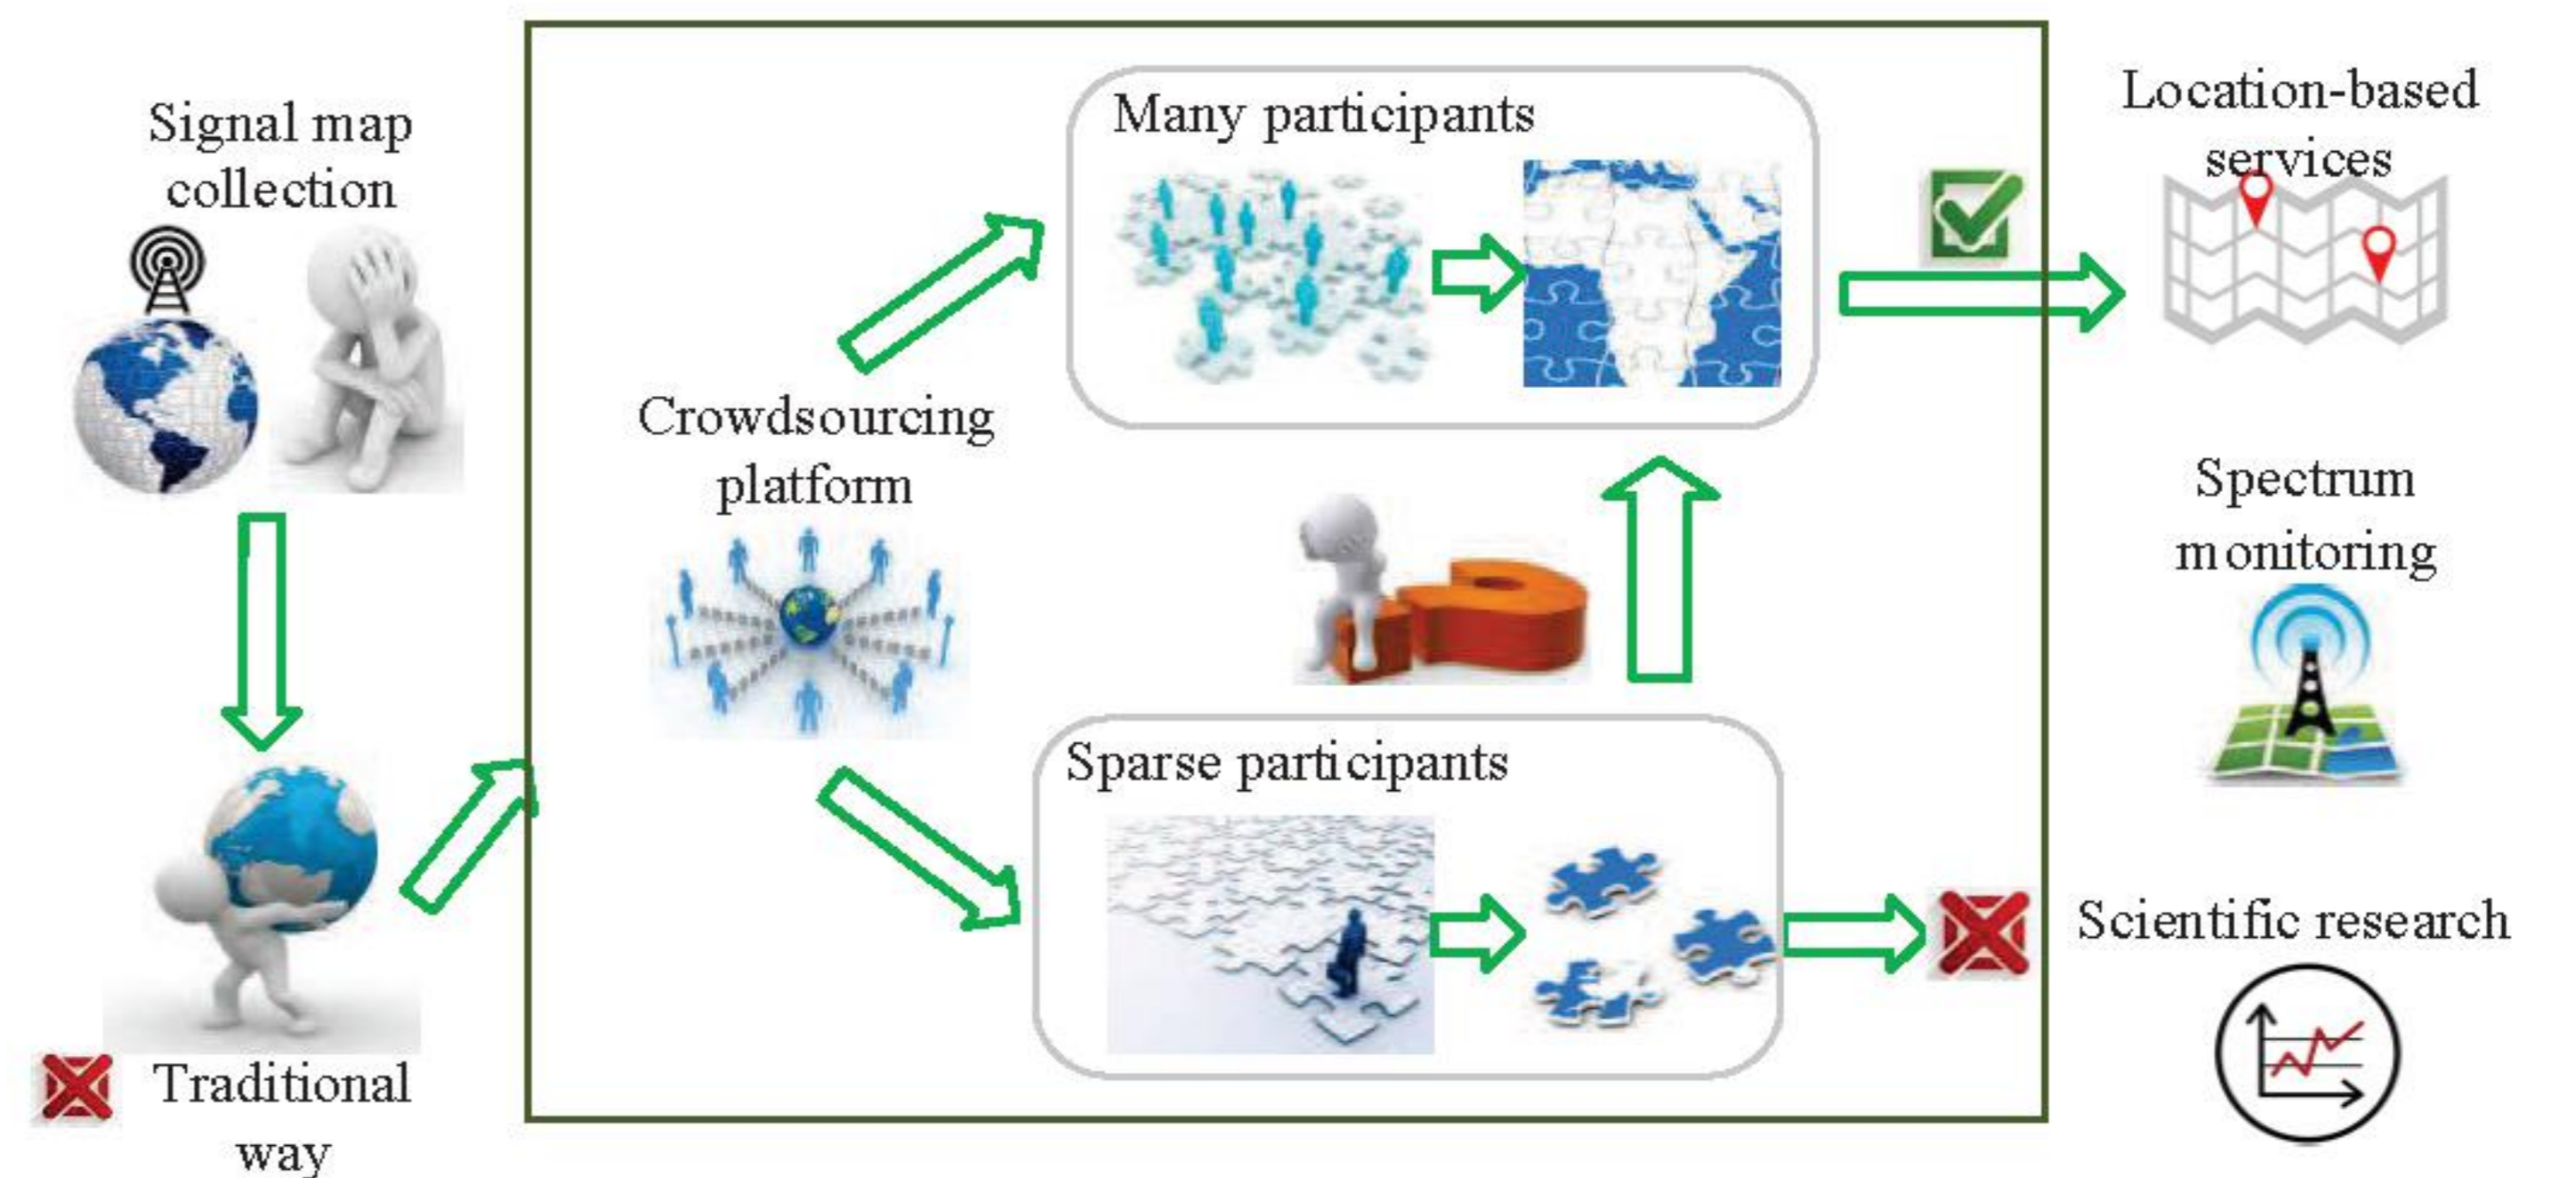 Signal map
collection
Traditional
way
Crowdsourcing
platform
Many participants
Sparse participants
Location-based
services
Spectrum
monitoring
Scientific research